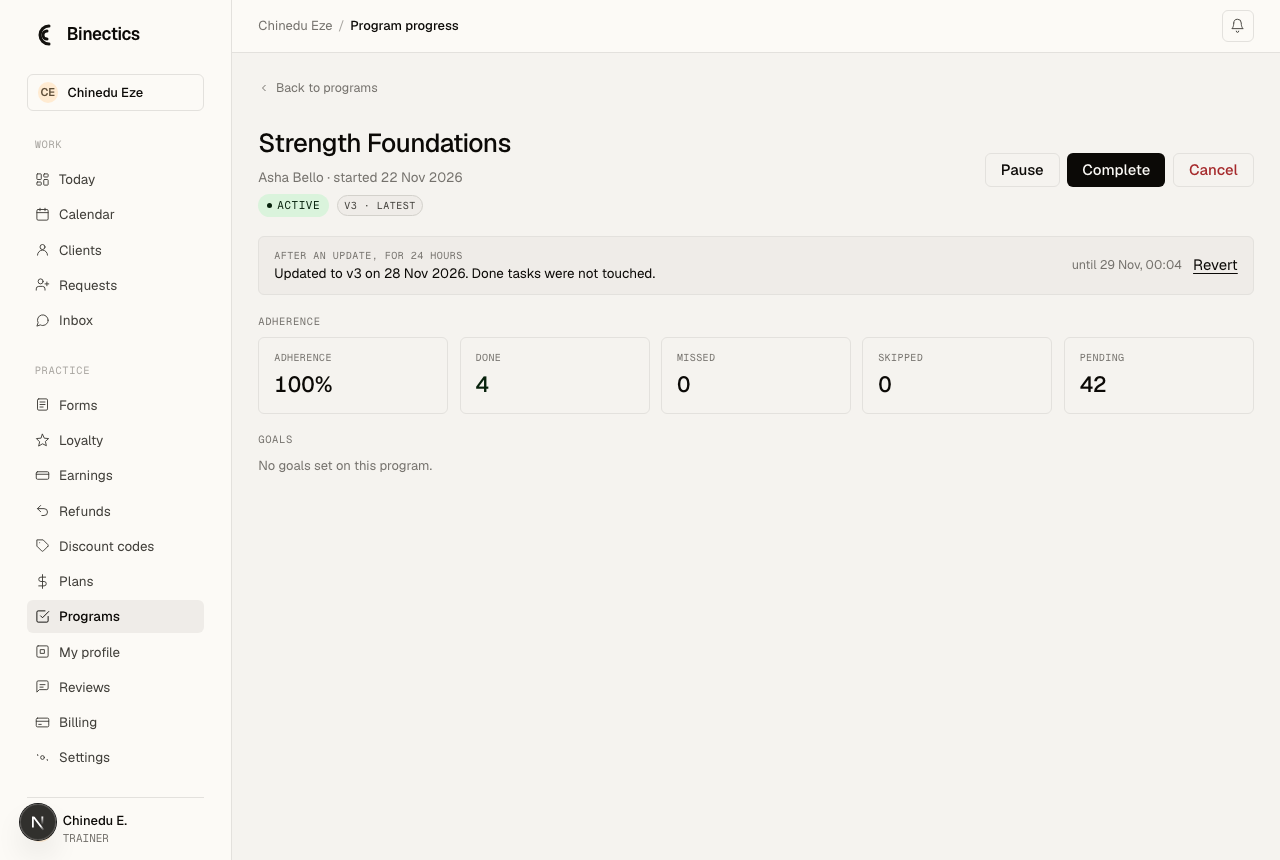 Binectics
Chinedu Eze / Program progress
CE Chinedu Eze
WORK
Today
Calendar
Clients
Requests
Inbox
PRACTICE
Forms
Loyalty
Earnings
Refunds
Discount codes
Plans
Programs
My profile
Reviews
Billing
Settings
N
Chinedu E.
TRAINER
Back to programs
Strength Foundations
Asha Bello · started 22 Nov 2026
ACTIVE
V3 · LATEST
Pause
Complete
Cancel
AFTER AN UPDATE, FOR 24 HOURS
Updated to v3 on 28 Nov 2026. Done tasks were not touched.
until 29 Nov, 00:04
Revert
ADHERENCE
ADHERENCE
100%
DONE
4
MISSED
0
SKIPPED
0
PENDING
42
GOALS
No goals set on this program.